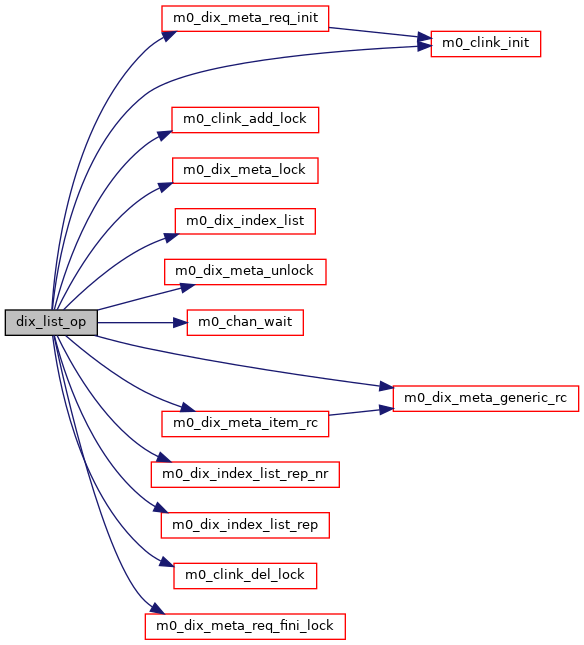 m0_dix_meta_req_init
m0_clink_init
m0_clink_add_lock
m0_dix_meta_lock
m0_dix_index_list
m0_dix_meta_unlock
dix_list_op
m0_chan_wait
m0_dix_meta_generic_rc
m0_dix_meta_item_rc
m0_dix_index_list_rep_nr
m0_dix_index_list_rep
m0_clink_del_lock
m0_dix_meta_req_fini_lock